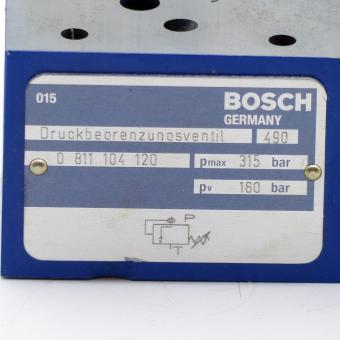 015
BOSCH
GERMANY
Druckbegrenzungsventil 490
0 811 104 120 pmax 315 bar
pv 160 bar
P
T